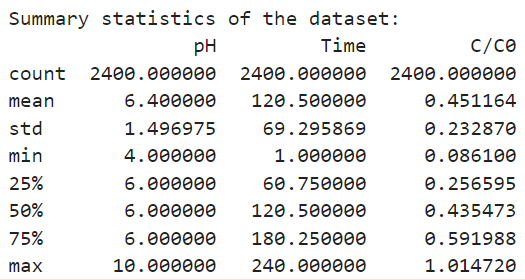 Summary statistics of the dataset:
pH Time C/C0
count 2400.000000 2400.000000 2400.000000
mean 6.400000 120.500000 0.451164
std 1.496975 69.295869 0.232870
min 4.000000 1.000000 0.086100
25% 6.000000 60.750000 0.256595
50% 6.000000 120.500000 0.435473
75% 6.000000 180.250000 0.591988
max 10.000000 240.000000 1.014720